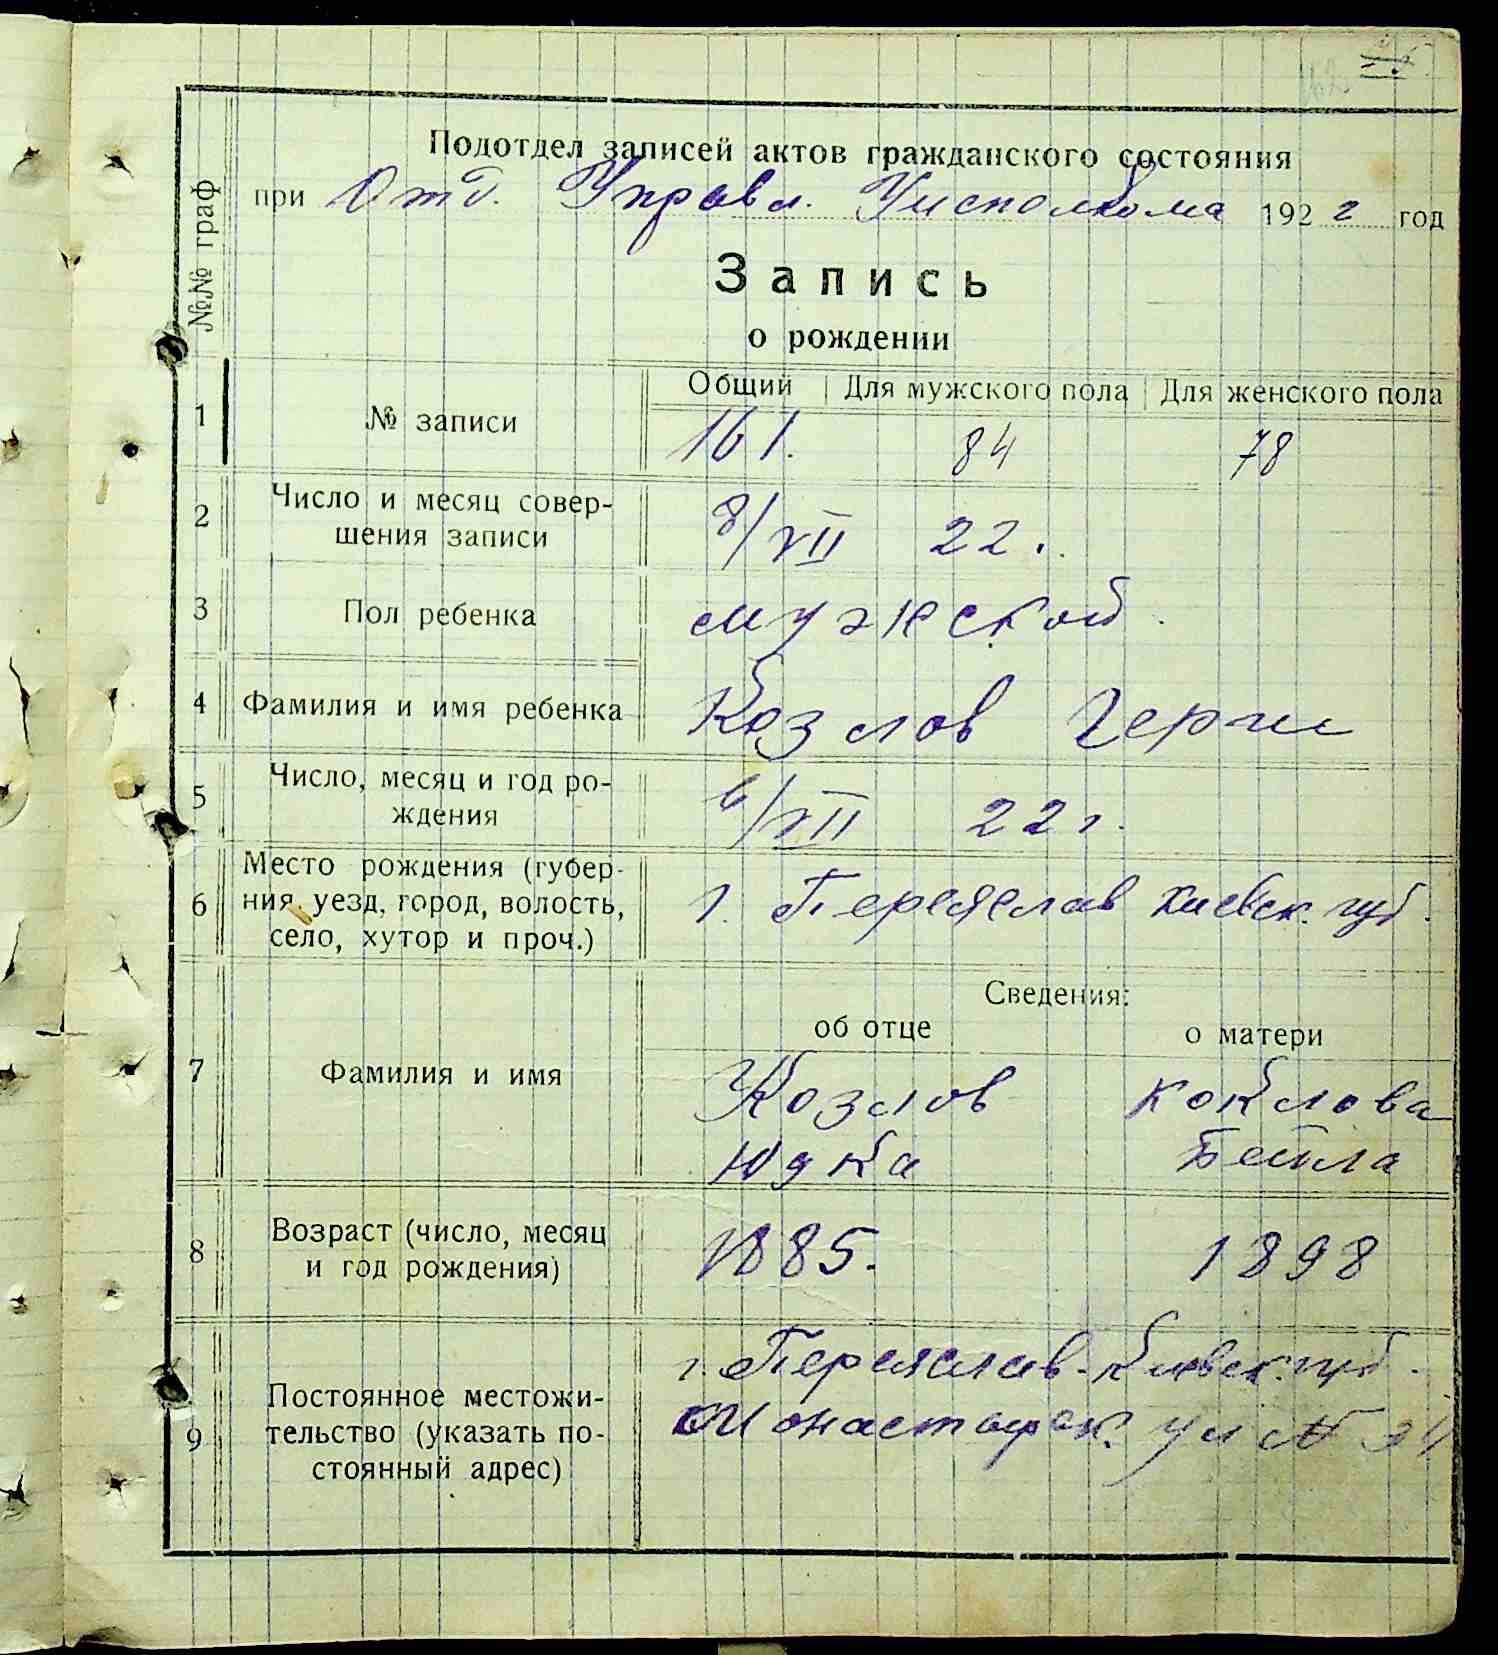 Подотдел записей актов гражданского состояния
при Отд. Управл. Уисполкома 1922 год
Запись
о рождении
№№ граф
Общий Для мужского пола Для женского пола
1 № записи 161. 84 78
2 Число и месяц совер-
шения записи 8/XII 22.
3 Пол ребенка мужской.
4 Фамилия и имя ребенка Козлов Герш
5 Число, месяц и год ро-
ждения 6/XII 22 г.
6 Место рождения (губер-
ния, уезд, город, волость,
село, хутор и проч.) г. Переяслав Киевск. губ.
Сведения:
об отце о матери
7 Фамилия и имя Козлов Козлова
Юдка Бейла
8 Возраст (число, месяц
и год рождения) 1885. 1898
9 Постоянное местожи-
тельство (указать по-
стоянный адрес) г. Переяслав. Киевск. губ.
Монастырск. ул №